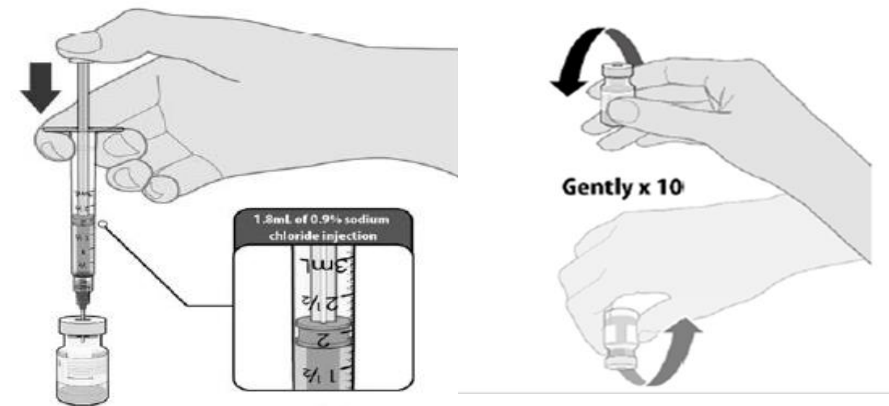 1.8mL of 0.9% sodium
chloride injection
3mL
2 1/2
2
1 1/2
Gently x 10